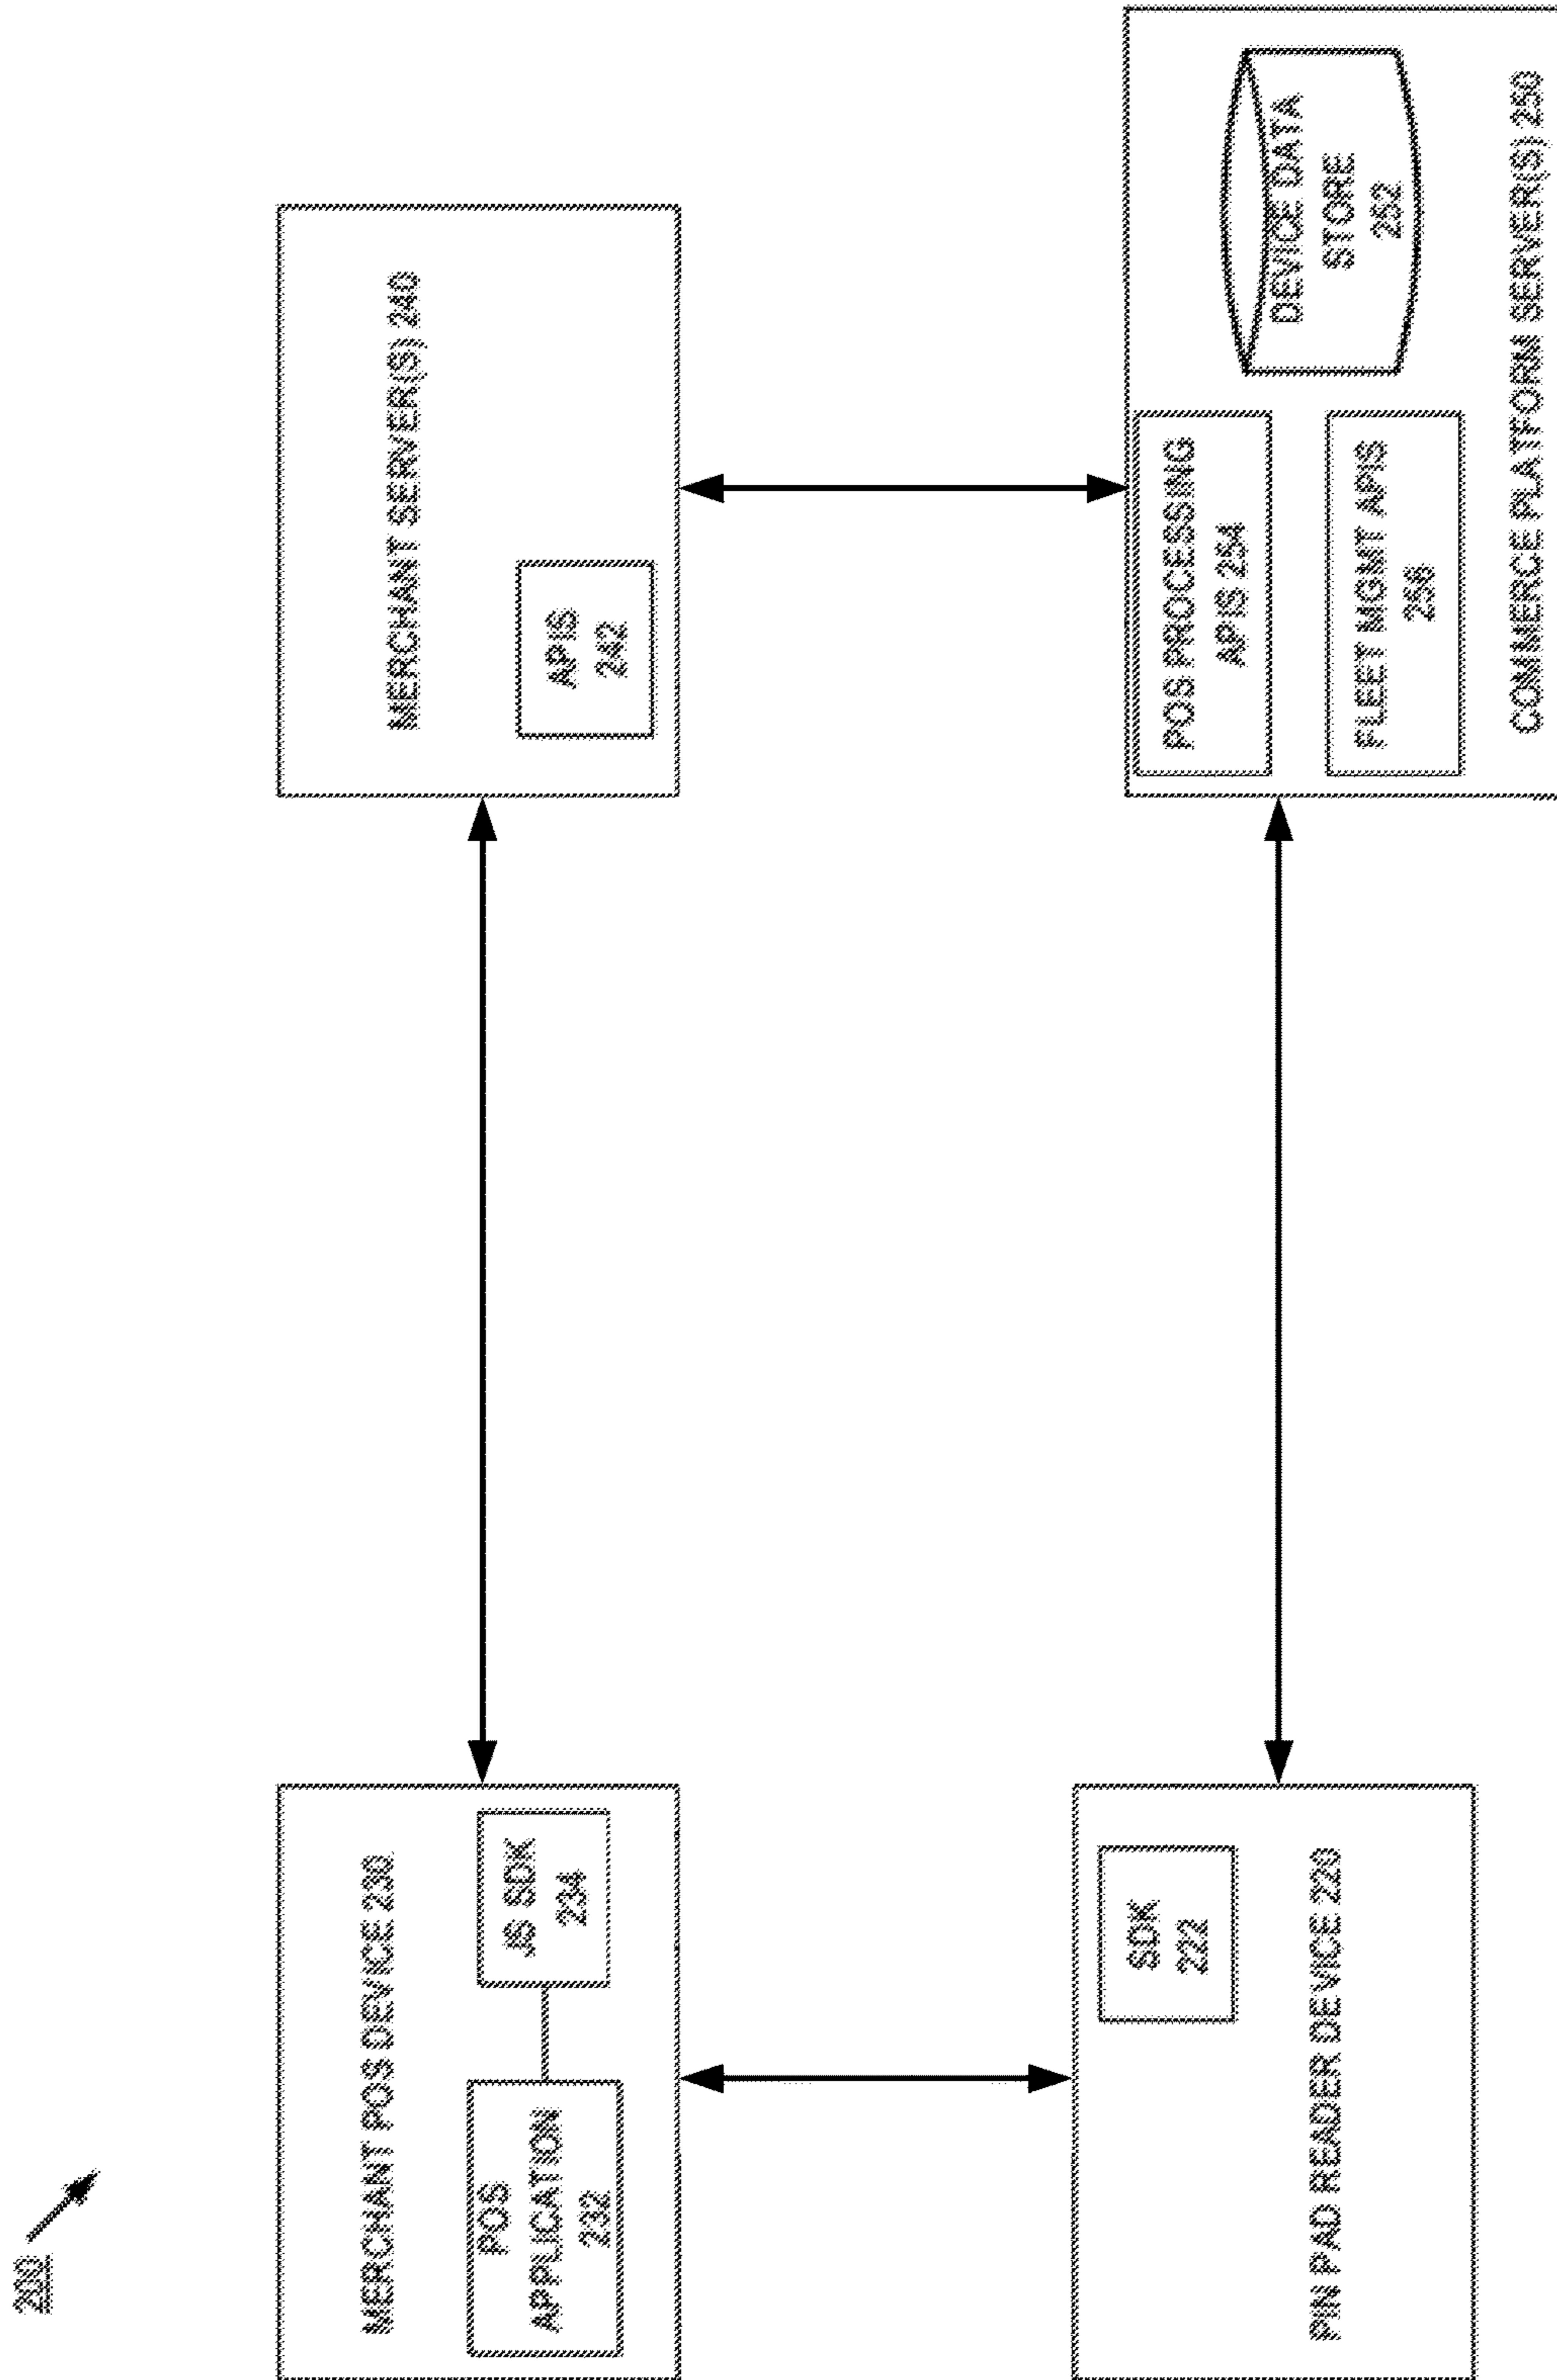 200
MERCHANT POS DEVICE 230
POS
APPLICATION
232
JS SDK
234
MERCHANT SERVER(S) 240
APIS
242
SDK
222
PIN PAD READER DEVICE 220
POS PROCESSING
APIS 254
FLEET MGMT APIS
256
DEVICE DATA
STORE
252
COMMERCE PLATFORM SERVER(S) 250